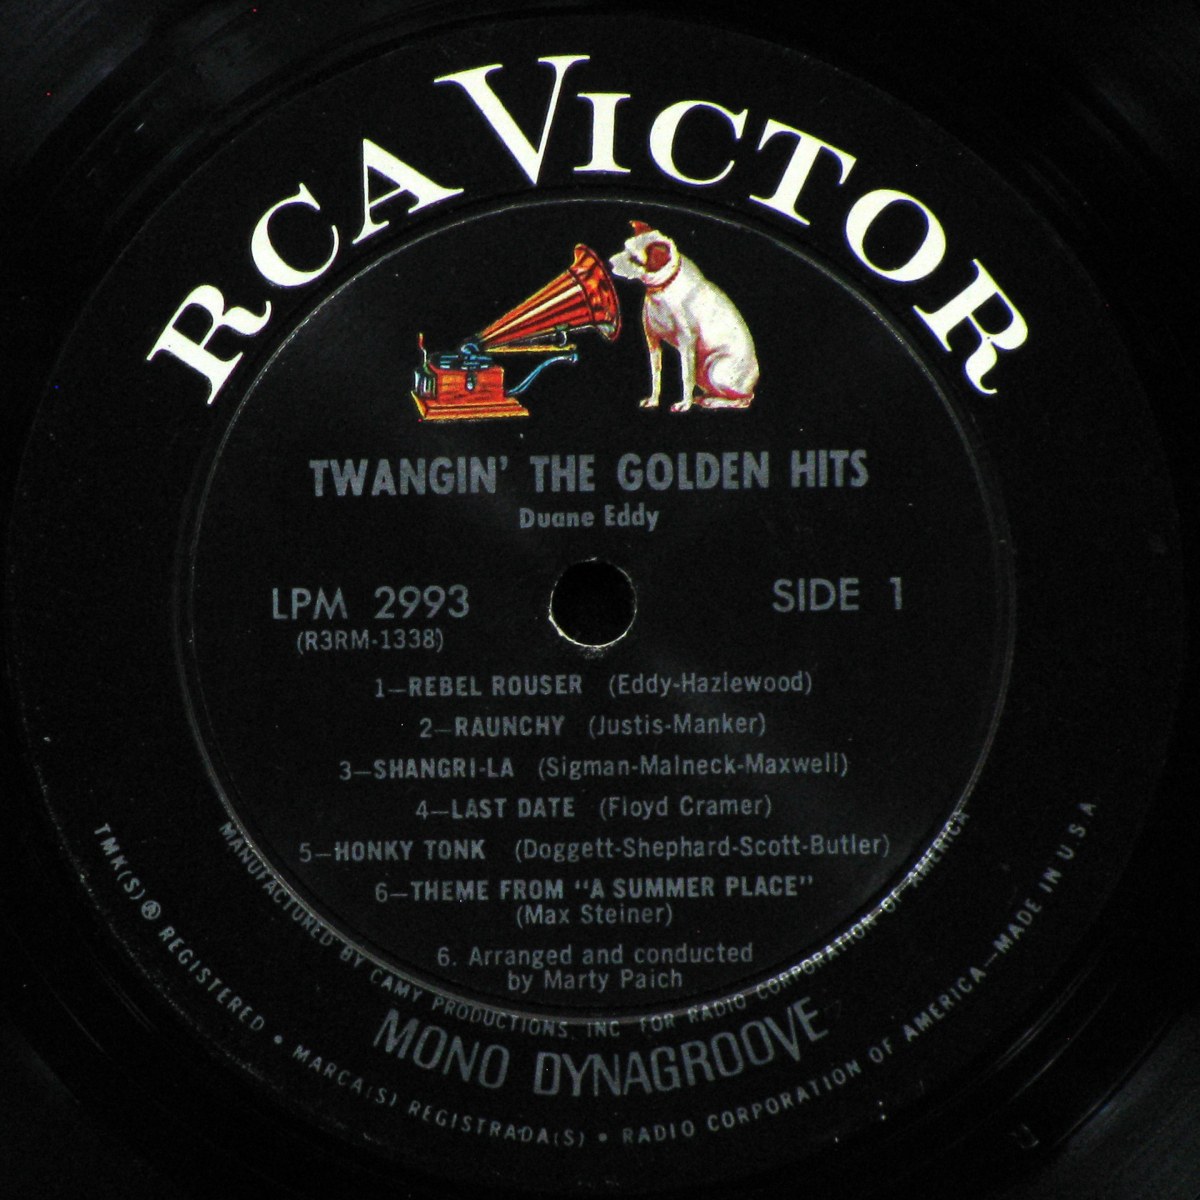 RCA VICTOR
TWANGIN' THE GOLDEN HITS
Duane Eddy
LPM 2993
SIDE 1
(R3RM-1338)
1—REBEL ROUSER (Eddy-Hazlewood)
2—RAUNCHY (Justis-Manker)
3—SHANGRI-LA (Sigman-Malneck-Maxwell)
4—LAST DATE (Floyd Cramer)
5—HONKY TONK (Doggett-Shephard-Scott-Butler)
6—THEME FROM "A SUMMER PLACE"
(Max Steiner)
6. Arranged and conducted
by Marty Paich
MANUFACTURED BY CAMY PRODUCTIONS, INC FOR RADIO CORPORATION OF AMERICA
MONO DYNAGROOVE
TMK(S) ® REGISTERED • MARCA(S) REGISTRADA(S) • RADIO CORPORATION OF AMERICA—MADE IN U.S.A